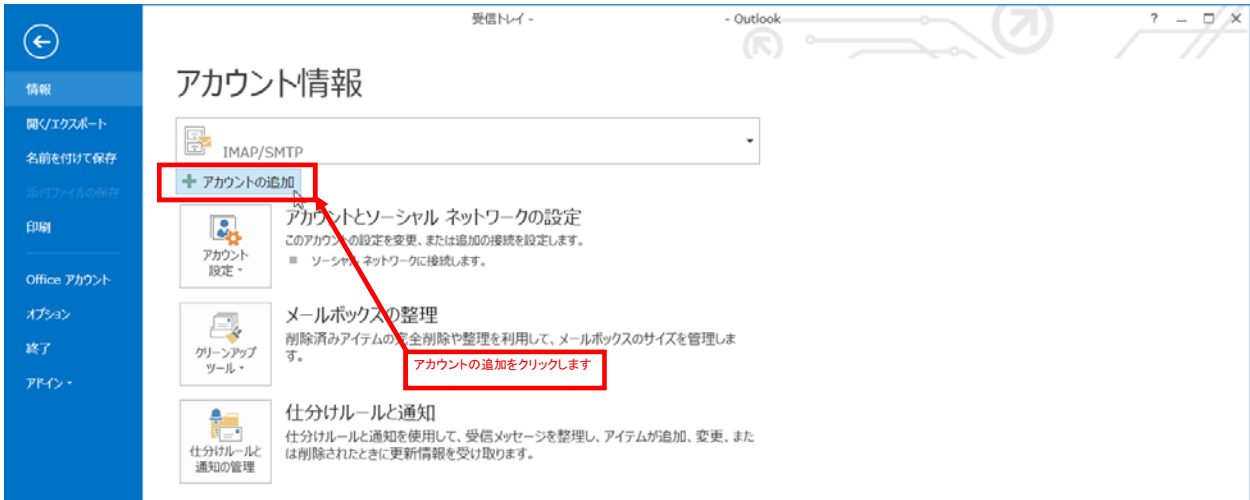 受信トレイ - - Outlook
?
アカウント情報
情報
開く/エクスポート
名前を付けて保存
添付ファイルの保存
印刷
Office アカウント
オプション
終了
アドイン
IMAP/SMTP
アカウントの追加
アカウント
設定
アカウントとソーシャル ネットワークの設定
このアカウントの設定を変更、または追加の接続を設定します。
ソーシャル ネットワークに接続します。
クリーンアップ
ツール
メールボックスの整理
削除済みアイテムの完全削除や整理を利用して、メールボックスのサイズを管理しま
す。
アカウントの追加をクリックします
仕分けルールと
通知の管理
仕分けルールと通知
仕分けルールと通知を使用して、受信メッセージを整理し、アイテムが追加、変更、また
は削除されたときに更新情報を受け取ります。